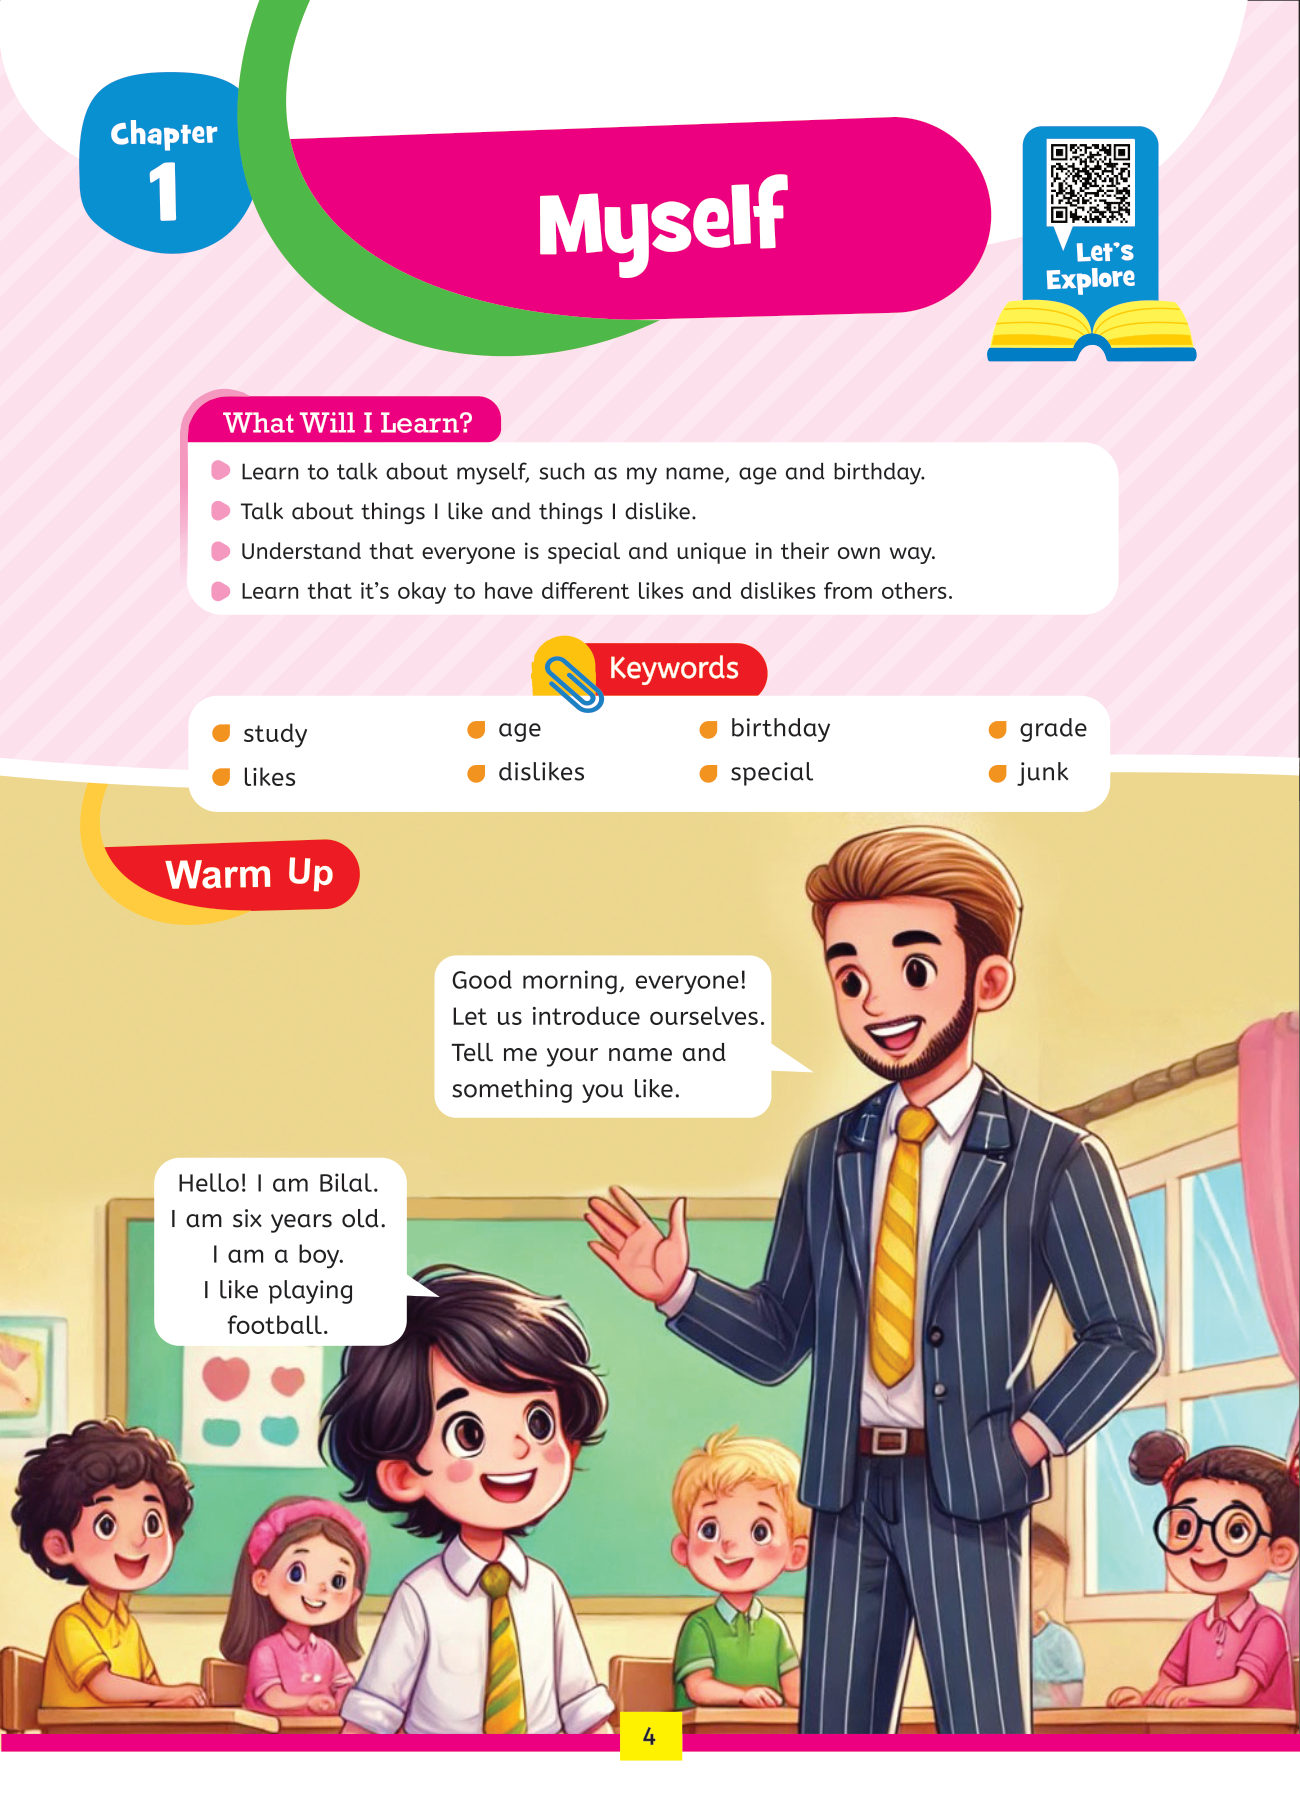 Chapter
1
Myself
Let's
Explore
What Will I Learn?
Learn to talk about myself, such as my name, age and birthday.
Talk about things I like and things I dislike.
Understand that everyone is special and unique in their own way.
Learn that it's okay to have different likes and dislikes from others.
Keywords
study
age
birthday
grade
likes
dislikes
special
junk
Warm Up
Good morning, everyone!
Let us introduce ourselves.
Tell me your name and
something you like.
Hello! I am Bilal.
I am six years old.
I am a boy.
I like playing
football.
4